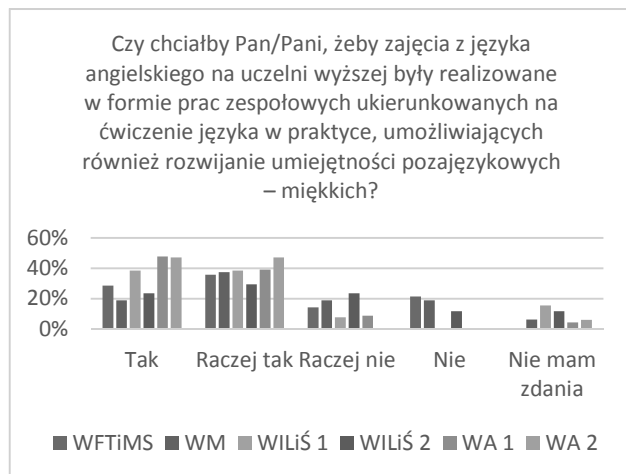 Czy chciałby Pan/Pani, żeby zajęcia z języka
angielskiego na uczelni wyższej były realizowane
w formie prac zespołowych ukierunkowanych na
ćwiczenie języka w praktyce, umożliwiających
również rozwijanie umiejętności pozajęzykowych
– miękkich?
60%
40%
20%
0%
Tak Raczej tak Raczej nie Nie Nie mam
zdania
WFTiMS WM WILiŚ 1 WILiŚ 2 WA 1 WA 2